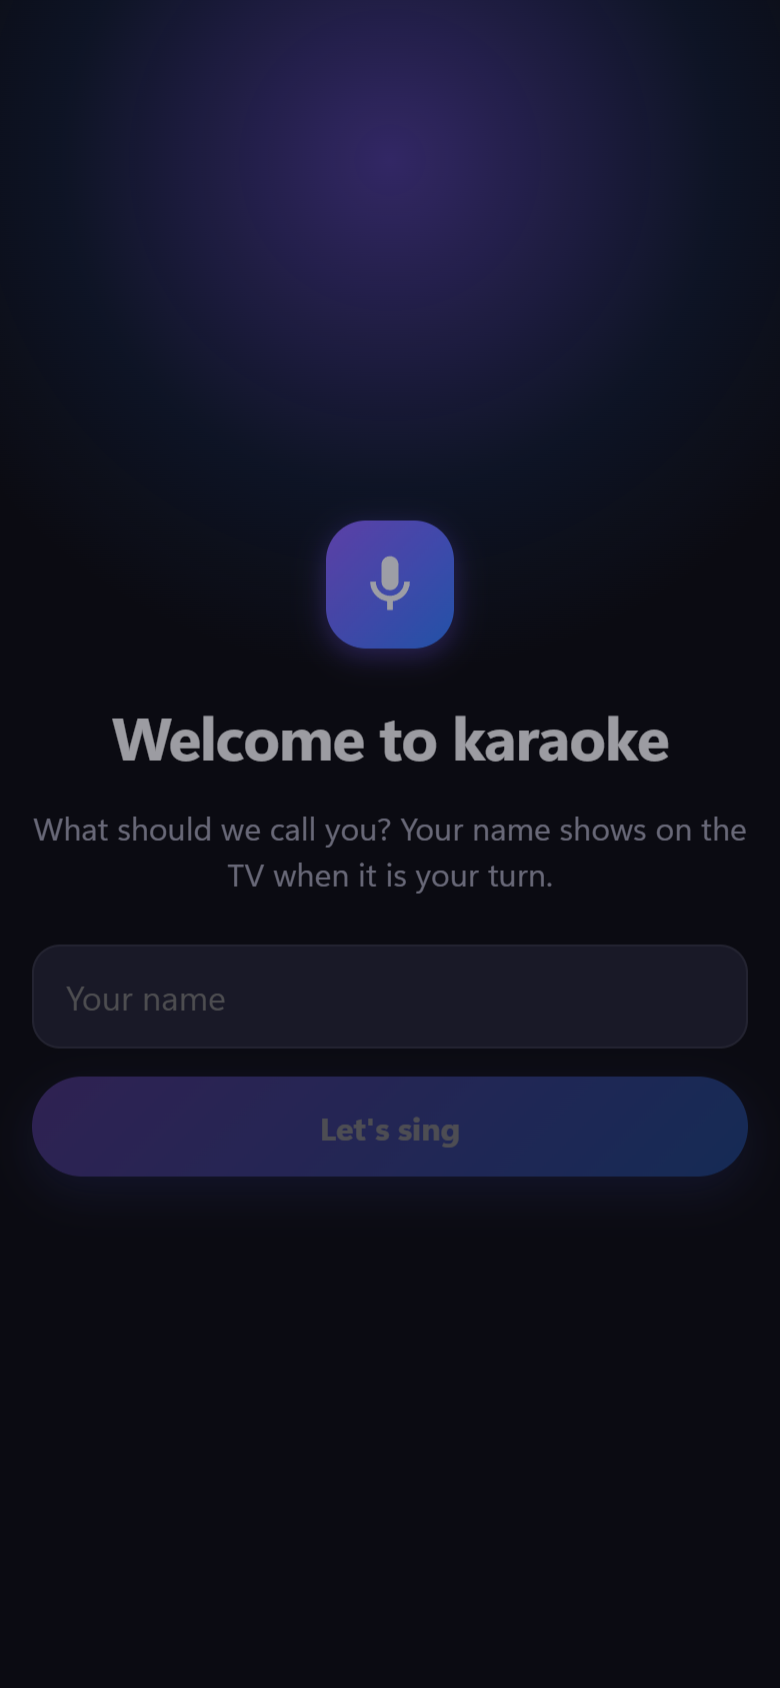 Welcome to karaoke
What should we call you? Your name shows on the
TV when it is your turn.
Your name
Let's sing